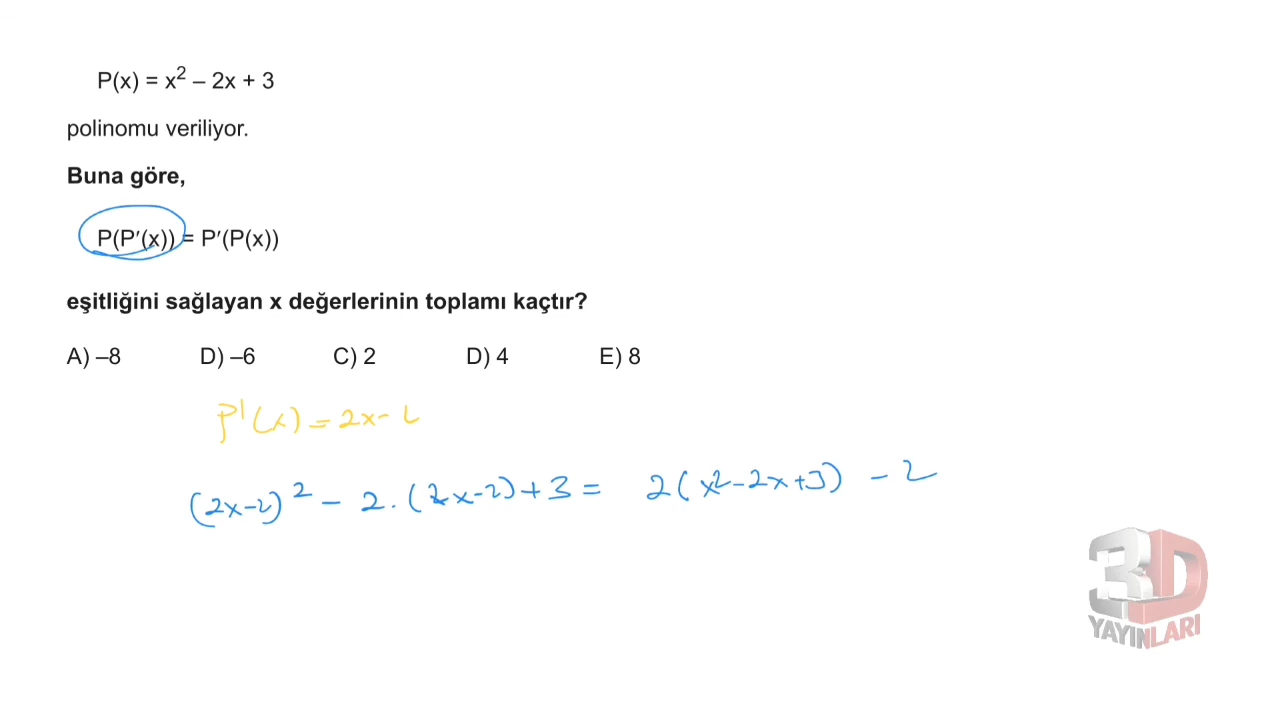 P(x) = x² – 2x + 3
polinomu veriliyor.
Buna göre,
P(P′(x)) = P′(P(x))
eşitliğini sağlayan x değerlerinin toplamı kaçtır?
A) –8 D) –6 C) 2 D) 4 E) 8
P'(x) = 2x - 2
(2x-2)² - 2.(2x-2)+3 = 2(x²-2x+3) - 2
3D
YAYINLARI